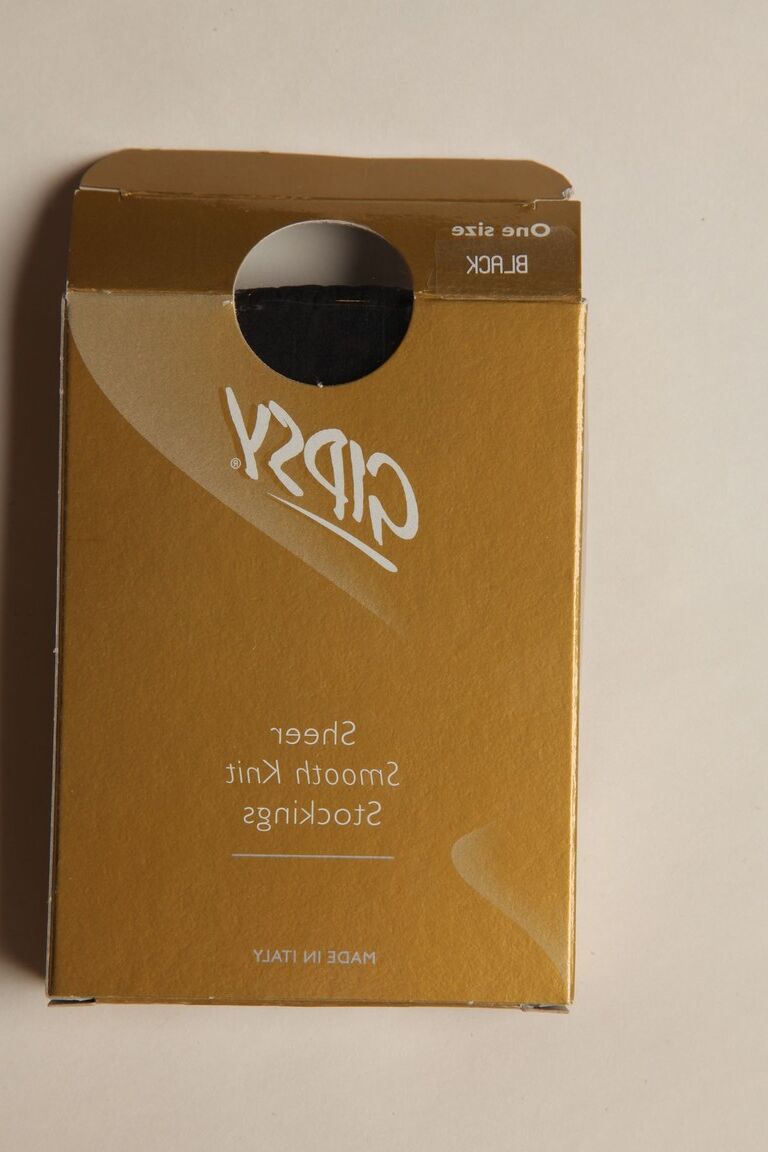 One size
BLACK
GIPSY®
Sheer
Smooth Knit
Stockings
MADE IN ITALY